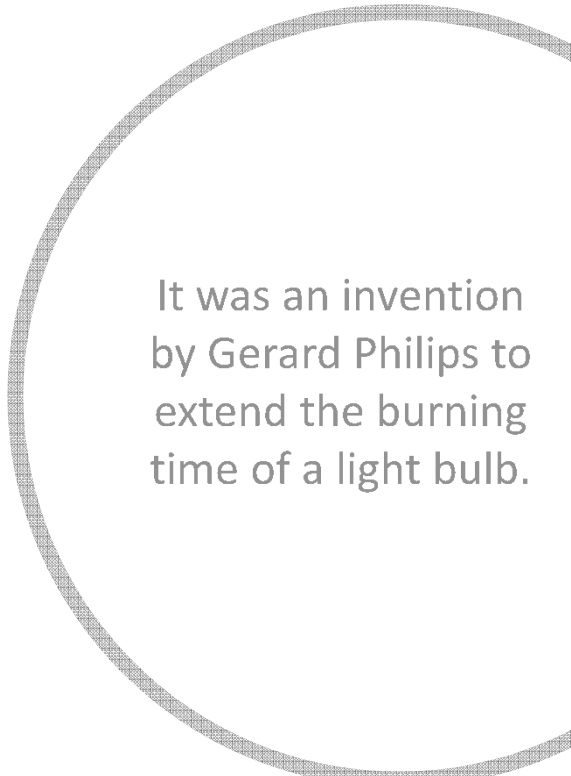 It was an invention
by Gerard Philips to
extend the burning
time of a light bulb.